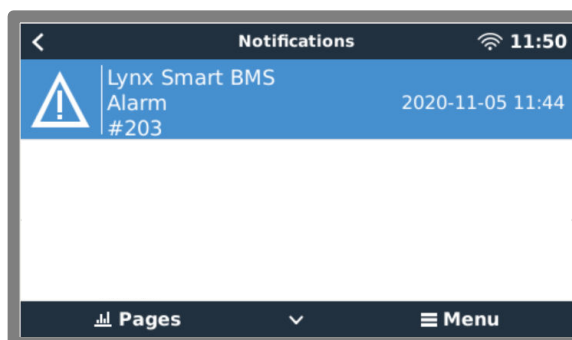 Notifications 11:50
Lynx Smart BMS
Alarm 2020-11-05 11:44
#203
Pages Menu